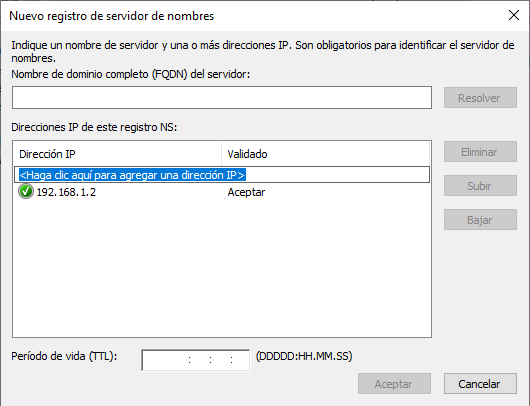 Nuevo registro de servidor de nombres
Indique un nombre de servidor y una o más direcciones IP. Son obligatorios para identificar el servidor de
nombres.
Nombre de dominio completo (FQDN) del servidor:
Resolver
Direcciones IP de este registro NS:
Dirección IP Validado
<Haga clic aquí para agregar una dirección IP>
192.168.1.2 Aceptar
Eliminar
Subir
Bajar
Período de vida (TTL): : : : (DDDDD:HH.MM.SS)
Aceptar Cancelar